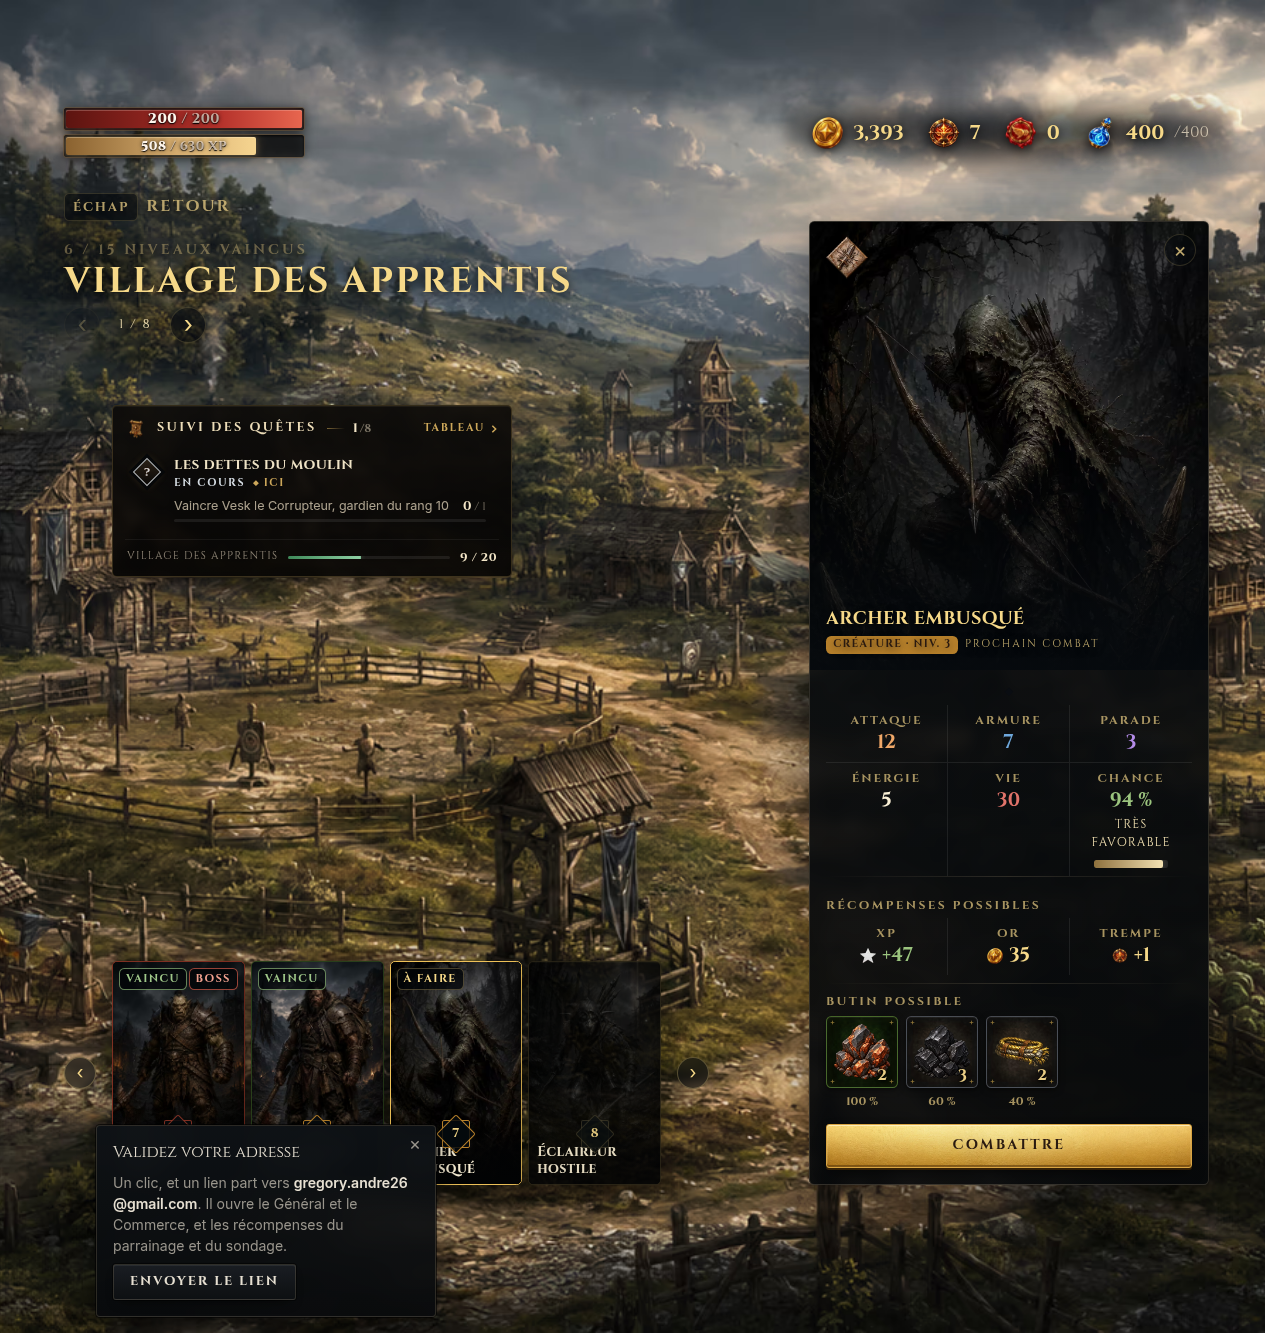 200 / 200
508 / 630 XP
3,393
7
0
400 /400
ÉCHAP RETOUR
6 / 15 NIVEAUX VAINCUS
VILLAGE DES APPRENTIS
‹ 1 / 8 ›
SUIVI DES QUÊTES — 1/8 TABLEAU ›
? LES DETTES DU MOULIN
EN COURS ◆ ICI
Vaincre Vesk le Corrupteur, gardien du rang 10 0 / 1
VILLAGE DES APPRENTIS 9 / 20
×
ARCHER EMBUSQUÉ
CRÉATURE · NIV. 3 PROCHAIN COMBAT
ATTAQUE ARMURE PARADE
12 7 3
ÉNERGIE VIE CHANCE
5 30 94 %
TRÈS
FAVORABLE
RÉCOMPENSES POSSIBLES
XP OR TREMPE
+47 35 +1
BUTIN POSSIBLE
2 3 2
100 % 60 % 40 %
COMBATTRE
VAINCU BOSS VAINCU À FAIRE
‹ ›
7 8
ÉCLAIREUR
USQUÉ HOSTILE
VALIDEZ VOTRE ADRESSE ×
Un clic, et un lien part vers gregory.andre26
@gmail.com. Il ouvre le Général et le
Commerce, et les récompenses du
parrainage et du sondage.
ENVOYER LE LIEN